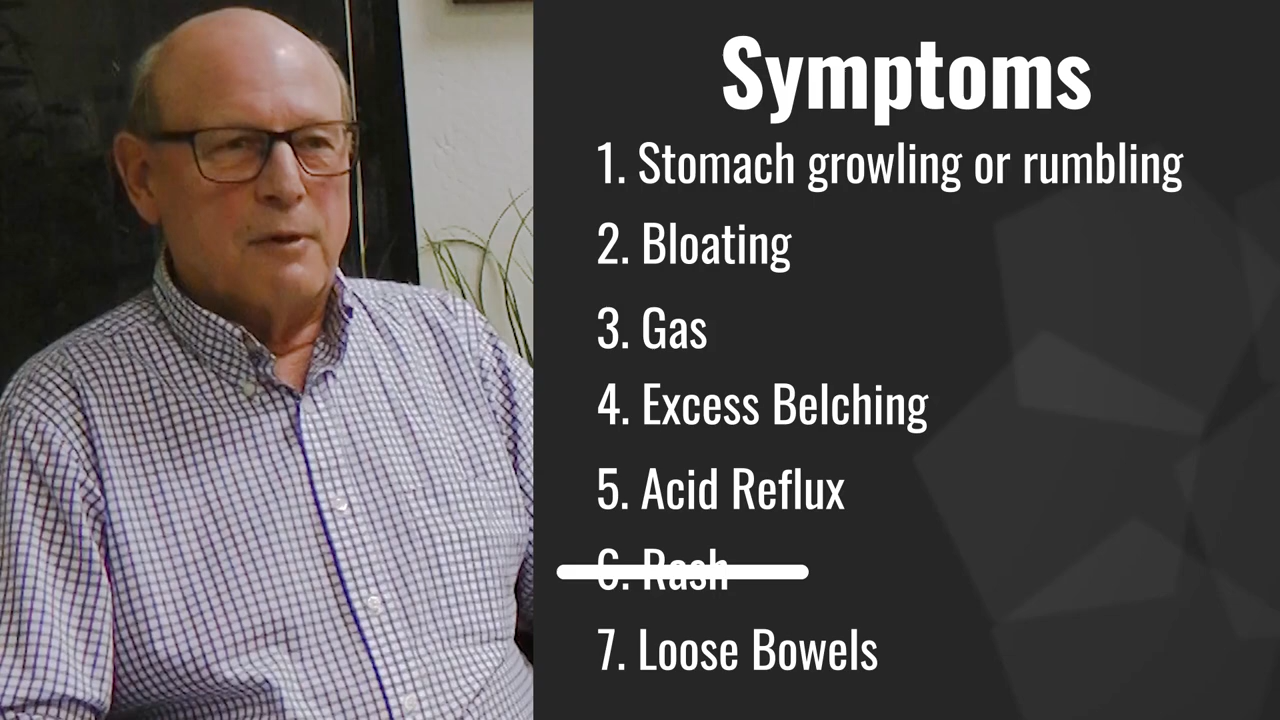 Symptoms
1. Stomach growling or rumbling
2. Bloating
3. Gas
4. Excess Belching
5. Acid Reflux
6. Rash
7. Loose Bowels